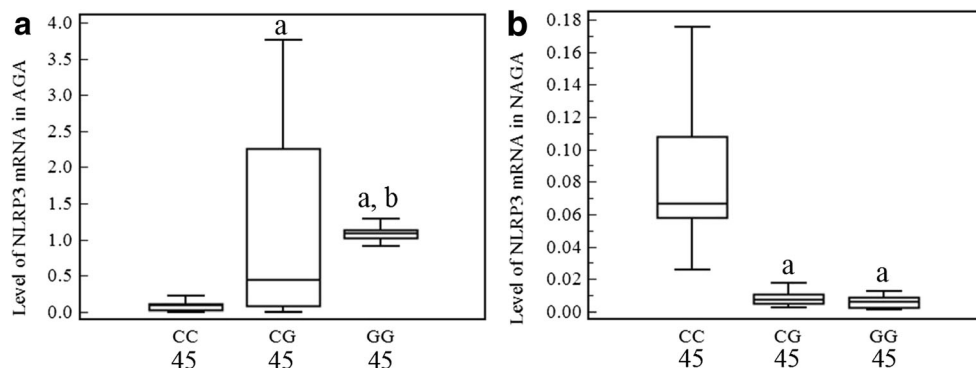 a
Level of NLRP3 mRNA in AGA
4.0
3.5
3.0
2.5
2.0
1.5
1.0
0.5
0.0
a
a, b
CC CG GG
45 45 45
b
Level of NLRP3 mRNA in NAGA
0.18
0.16
0.14
0.12
0.10
0.08
0.06
0.04
0.02
0.00
a a
CC CG GG
45 45 45